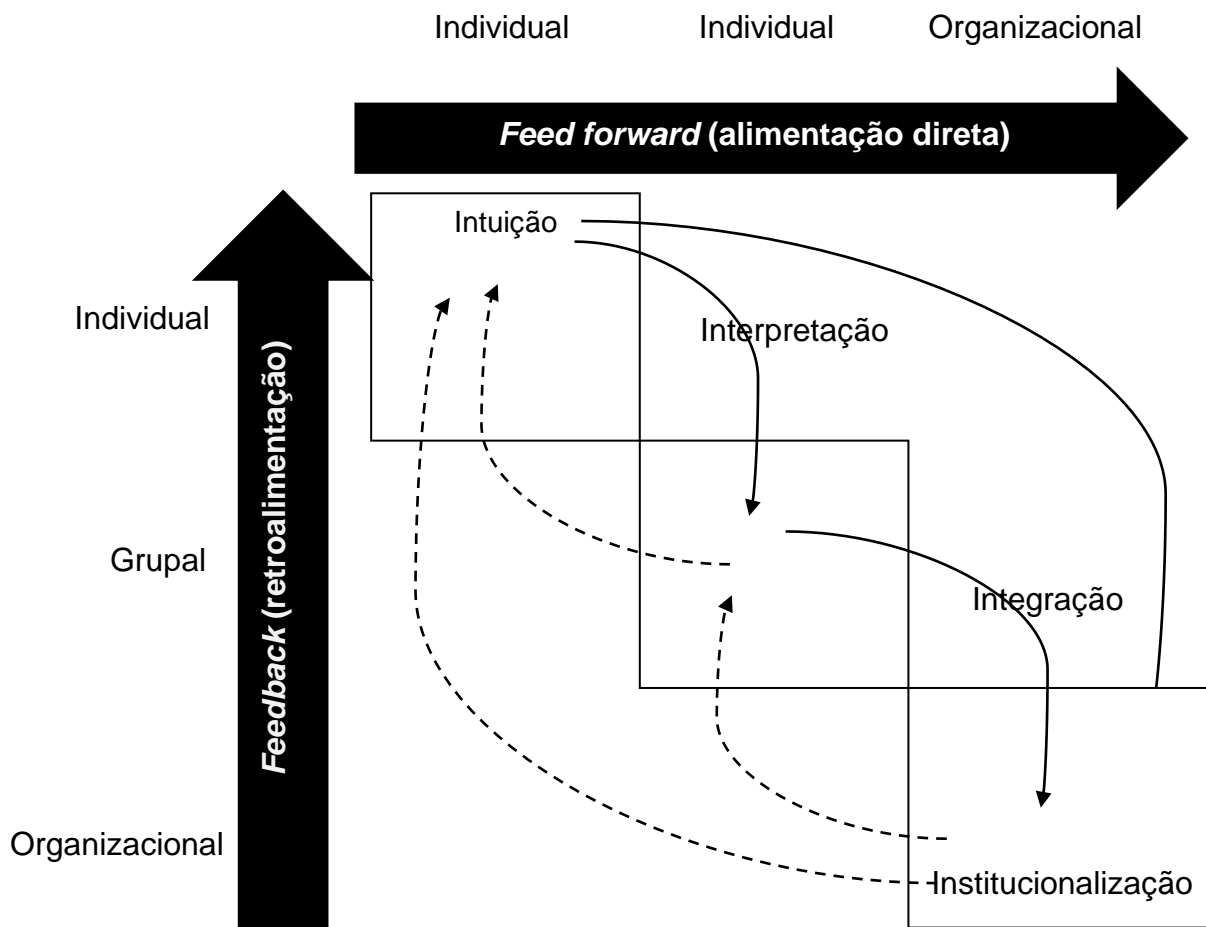 Individual Individual Organizacional
Feed forward (alimentação direta)
Intuição
Individual
Interpretação
Feedback (retroalimentação)
Grupal
Integração
Organizacional
Institucionalização